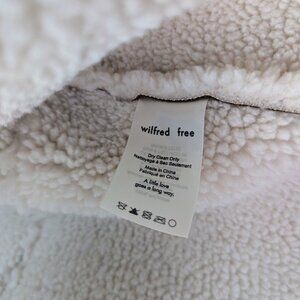 wilfred free
Dry Clean Only
Nettoyage à Sec Seulement
Made in China
Fabriqué en Chine
A little love
goes a long way.